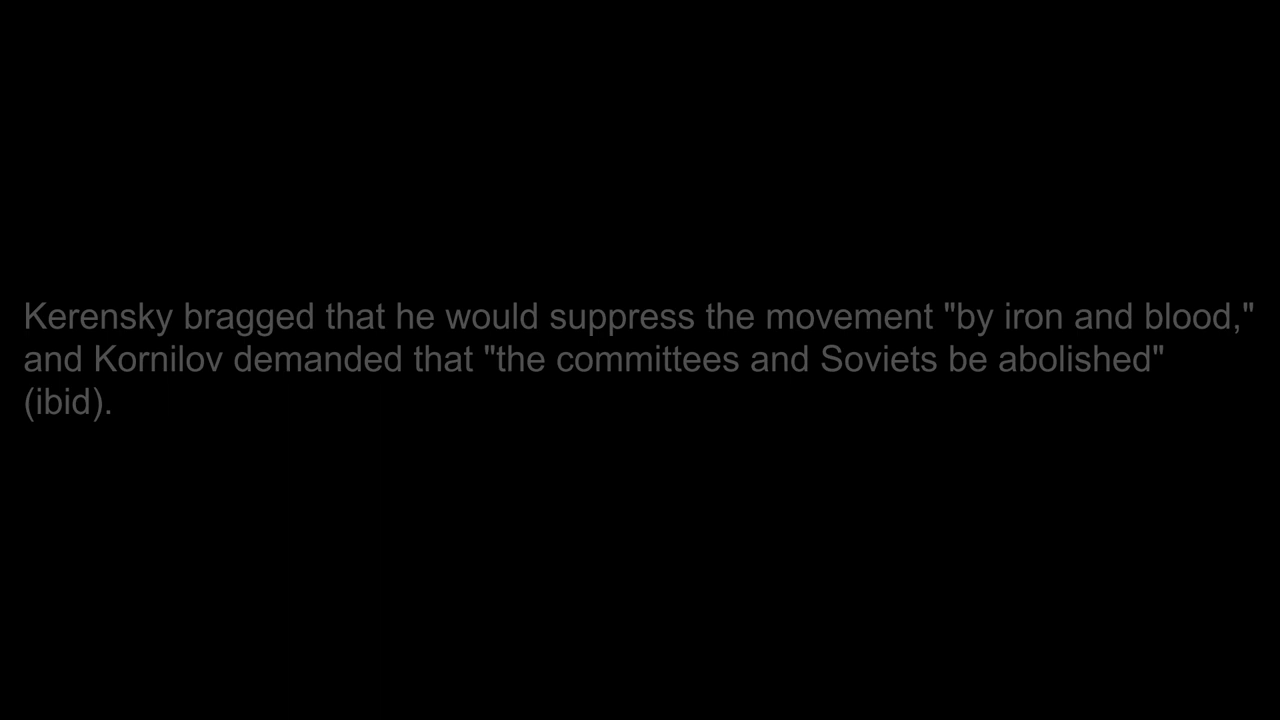 Kerensky bragged that he would suppress the movement "by iron and blood,"
and Kornilov demanded that "the committees and Soviets be abolished"
(ibid).